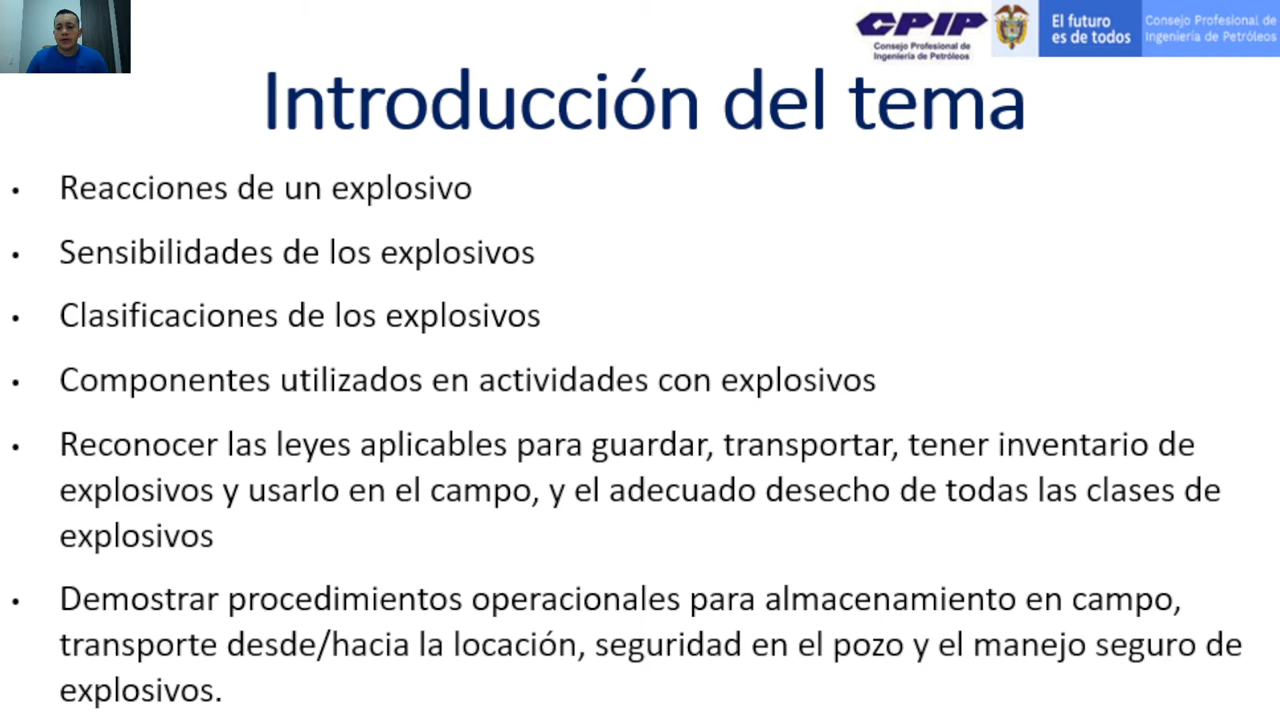 CPIP
Consejo Profesional de
Ingeniería de Petróleos
El futuro
es de todos
Consejo Profesional de
Ingeniería de Petróleos
Introducción del tema
• Reacciones de un explosivo
• Sensibilidades de los explosivos
• Clasificaciones de los explosivos
• Componentes utilizados en actividades con explosivos
• Reconocer las leyes aplicables para guardar, transportar, tener inventario de
explosivos y usarlo en el campo, y el adecuado desecho de todas las clases de
explosivos
• Demostrar procedimientos operacionales para almacenamiento en campo,
transporte desde/hacia la locación, seguridad en el pozo y el manejo seguro de
explosivos.